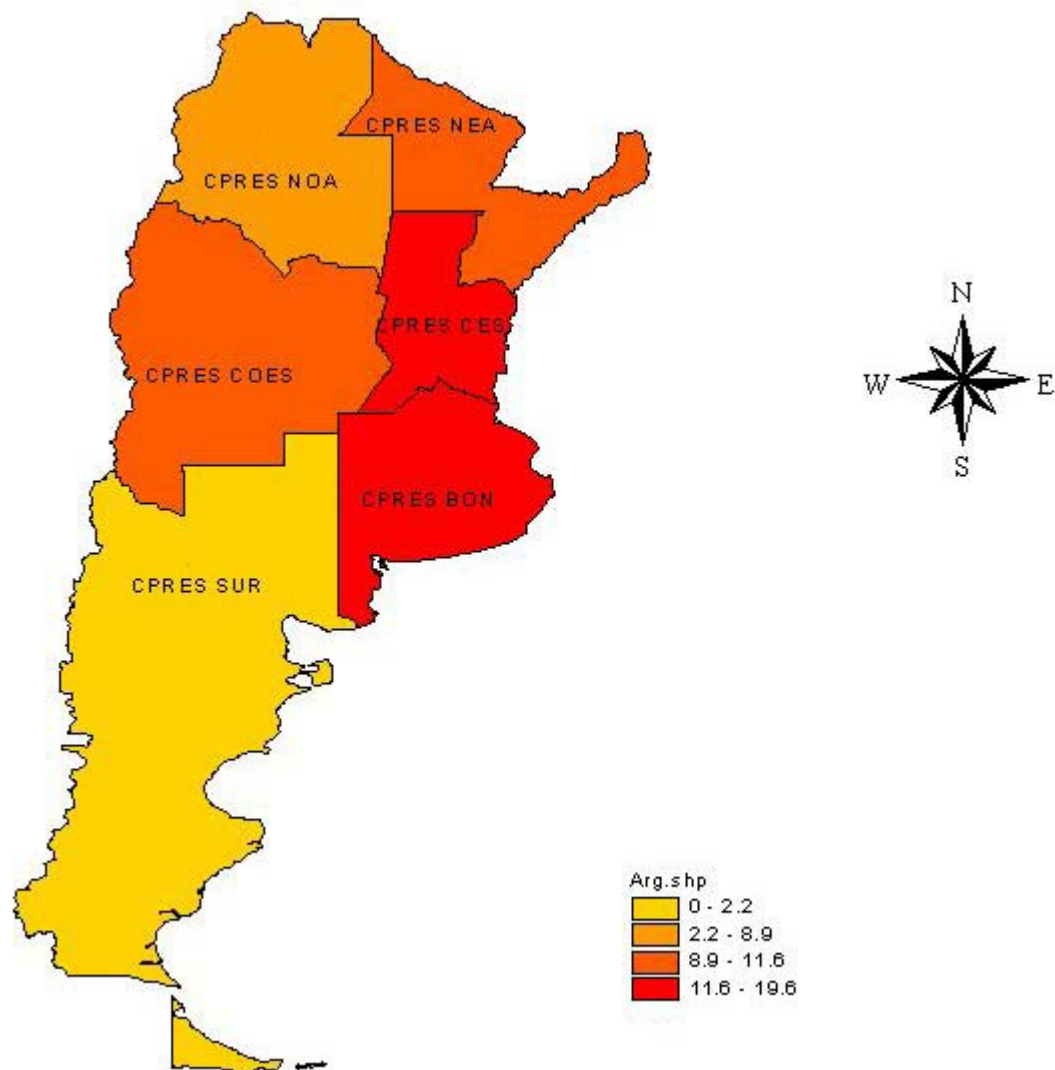 CPRES NEA
CPRES NOA
CPRES CES
CPRES COES
CPRES BON
CPRES SUR
N
W E
S
Arg.shp
0 - 2.2
2.2 - 8.9
8.9 - 11.6
11.6 - 19.6